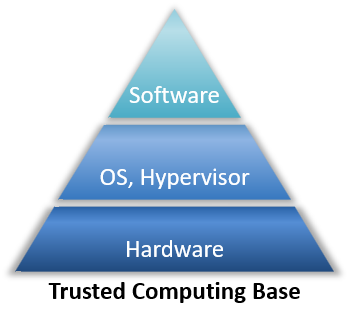 Software
OS, Hypervisor
Hardware
Trusted Computing Base